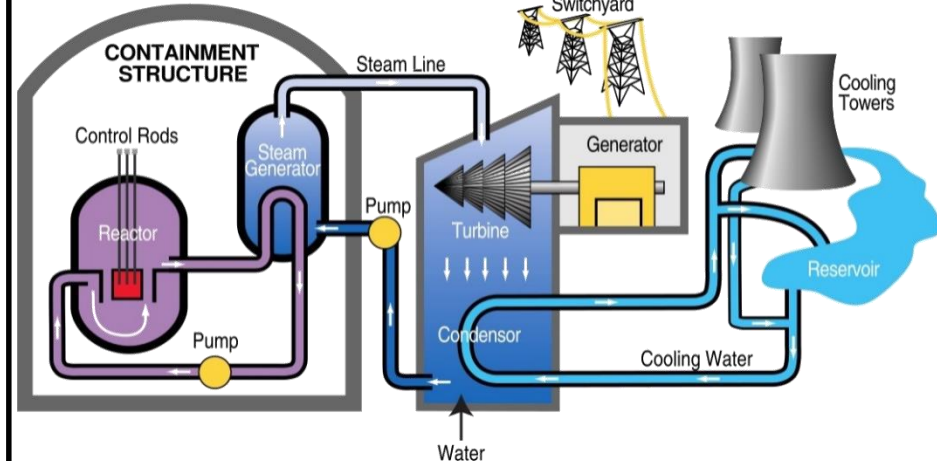 Switchyard
CONTAINMENT
STRUCTURE
Steam Line
Cooling
Towers
Control Rods
Steam
Generator
Generator
Pump
Reactor
Turbine
Reservoir
Pump
Condensor
Cooling Water
Water